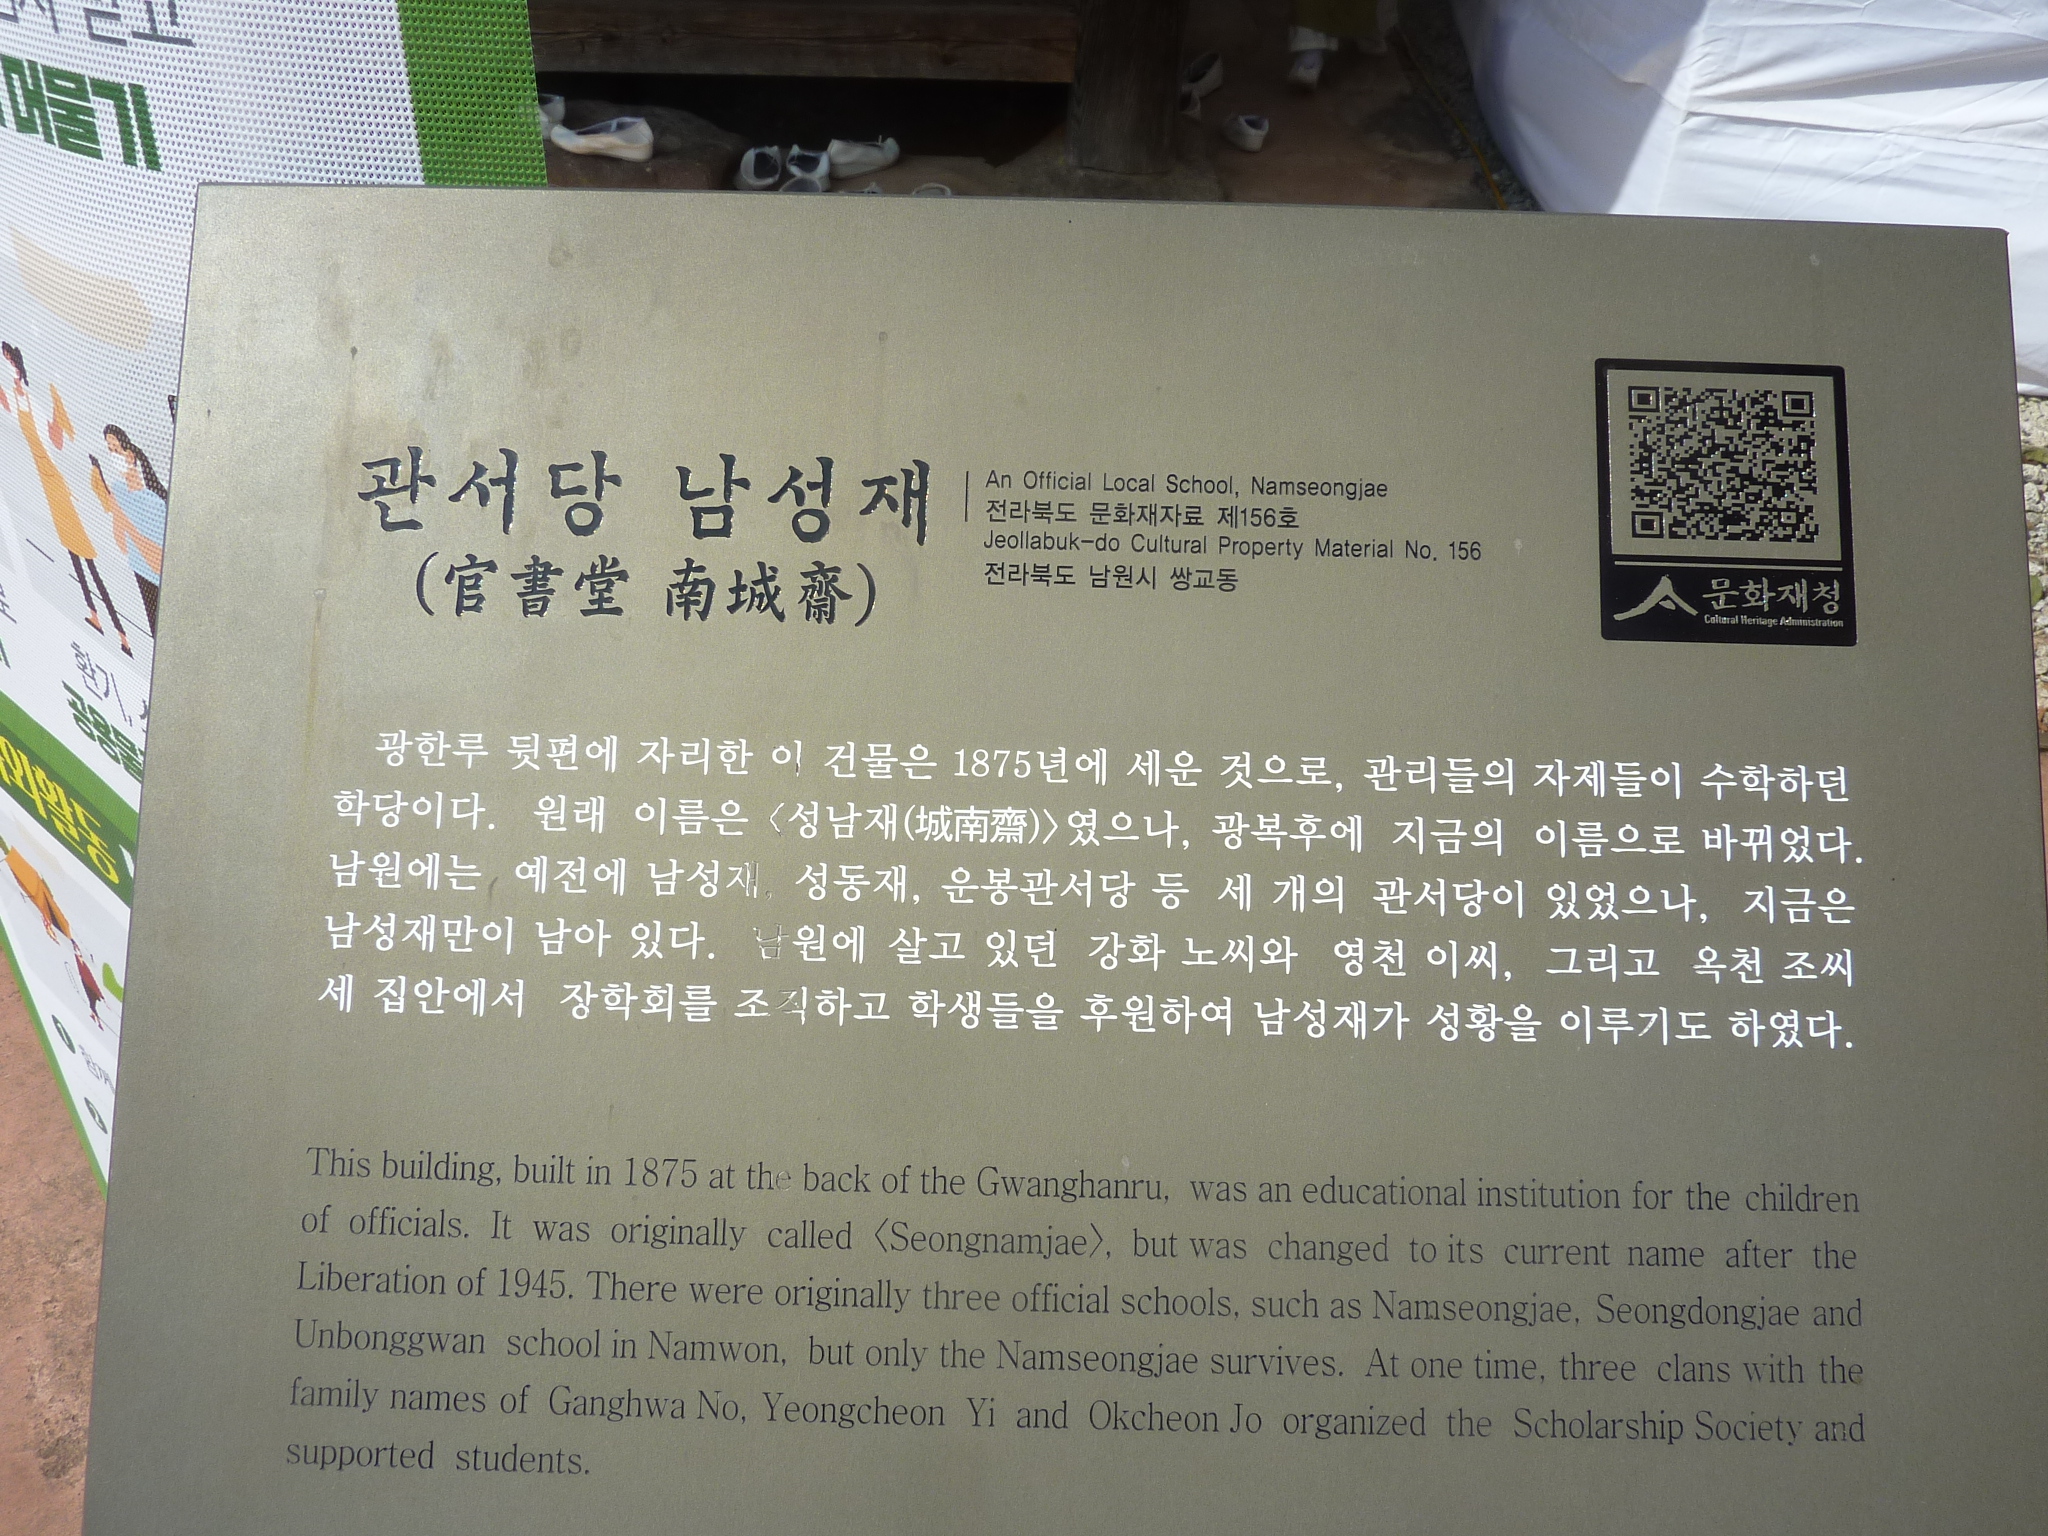 머물기
관서당 남성재
(官書堂 南城齋)
An Official Local School, Namseongjae
전라북도 문화재자료 제156호
Jeollabuk-do Cultural Property Material No. 156
전라북도 남원시 쌍교동
문화재청
Cultural Heritage Administration
광한루 뒷편에 자리한 이 건물은 1875년에 세운 것으로, 관리들의 자제들이 수학하던
학당이다. 원래 이름은 〈성남재(城南齋)〉였으나, 광복후에 지금의 이름으로 바뀌었다.
남원에는 예전에 남성재, 성동재, 운봉관서당 등 세 개의 관서당이 있었으나, 지금은
남성재만이 남아 있다. 남원에 살고 있던 강화 노씨와 영천 이씨, 그리고 옥천 조씨
세 집안에서 장학회를 조직하고 학생들을 후원하여 남성재가 성황을 이루기도 하였다.
This building, built in 1875 at the back of the Gwanghanru, was an educational institution for the children
of officials. It was originally called 〈Seongnamjae〉, but was changed to its current name after the
Liberation of 1945. There were originally three official schools, such as Namseongjae, Seongdongjae and
Unbonggwan school in Namwon, but only the Namseongjae survives. At one time, three clans with the
family names of Ganghwa No, Yeongcheon Yi and Okcheon Jo organized the Scholarship Society and
supported students.